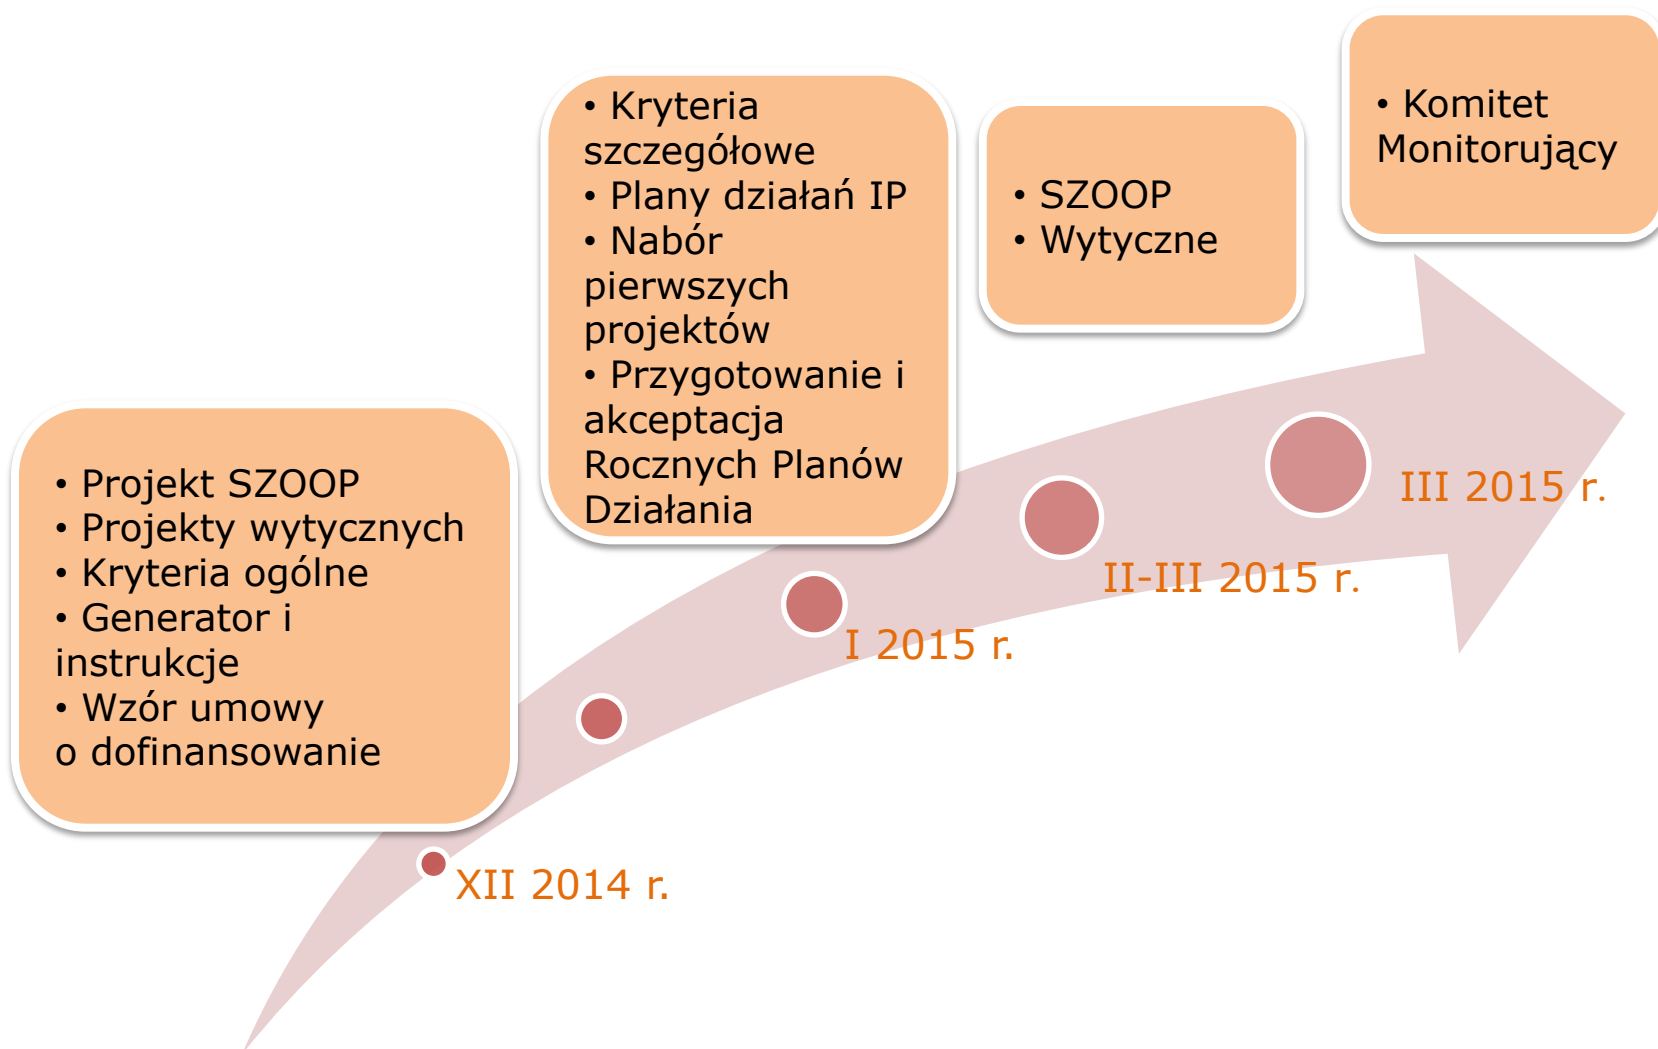 • Projekt SZOOP
• Projekty wytycznych
• Kryteria ogólne
• Generator i
instrukcje
• Wzór umowy
o dofinansowanie
XII 2014 r.
• Kryteria
szczegółowe
• Plany działań IP
• Nabór
pierwszych
projektów
• Przygotowanie i
akceptacja
Rocznych Planów
Działania
I 2015 r.
• SZOOP
• Wytyczne
II-III 2015 r.
• Komitet
Monitorujący
III 2015 r.